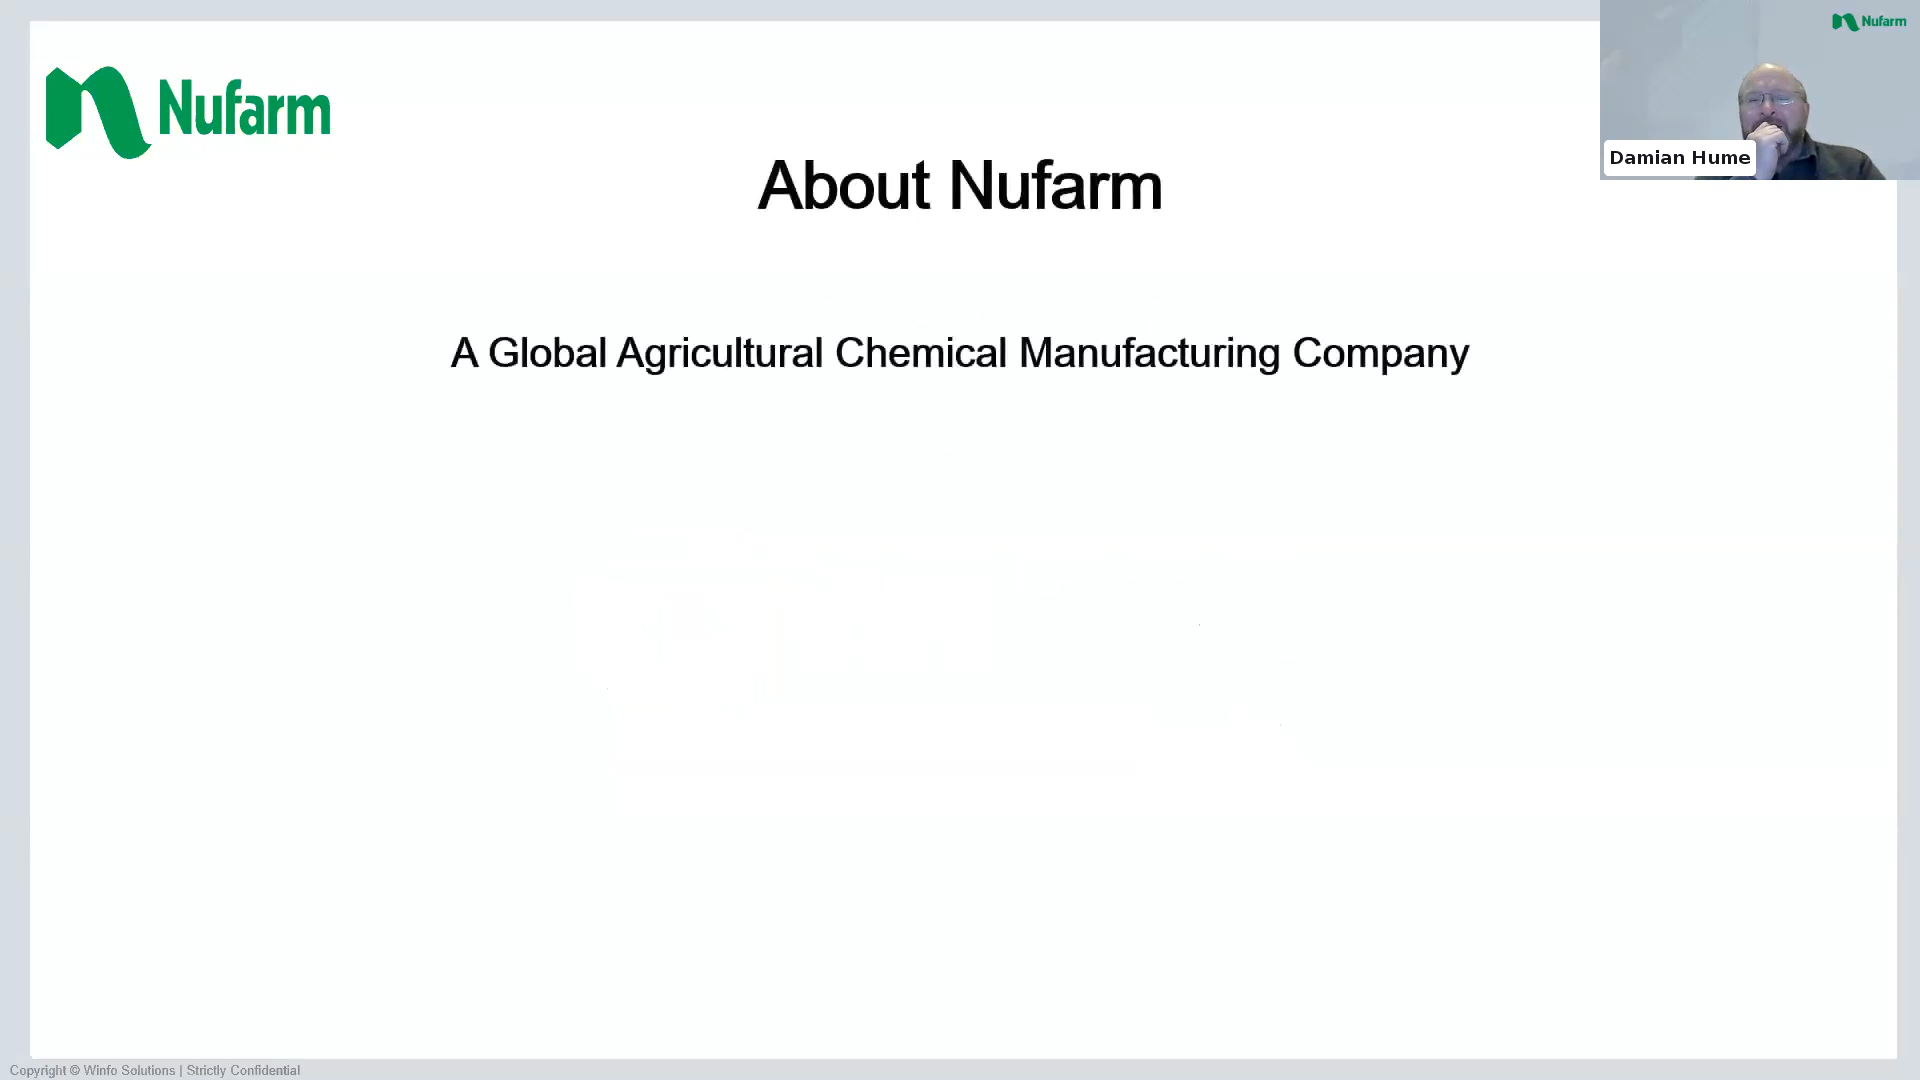 Nufarm
Nufarm
Damian Hume
About Nufarm
A Global Agricultural Chemical Manufacturing Company
Copyright © Winfo Solutions | Strictly Confidential